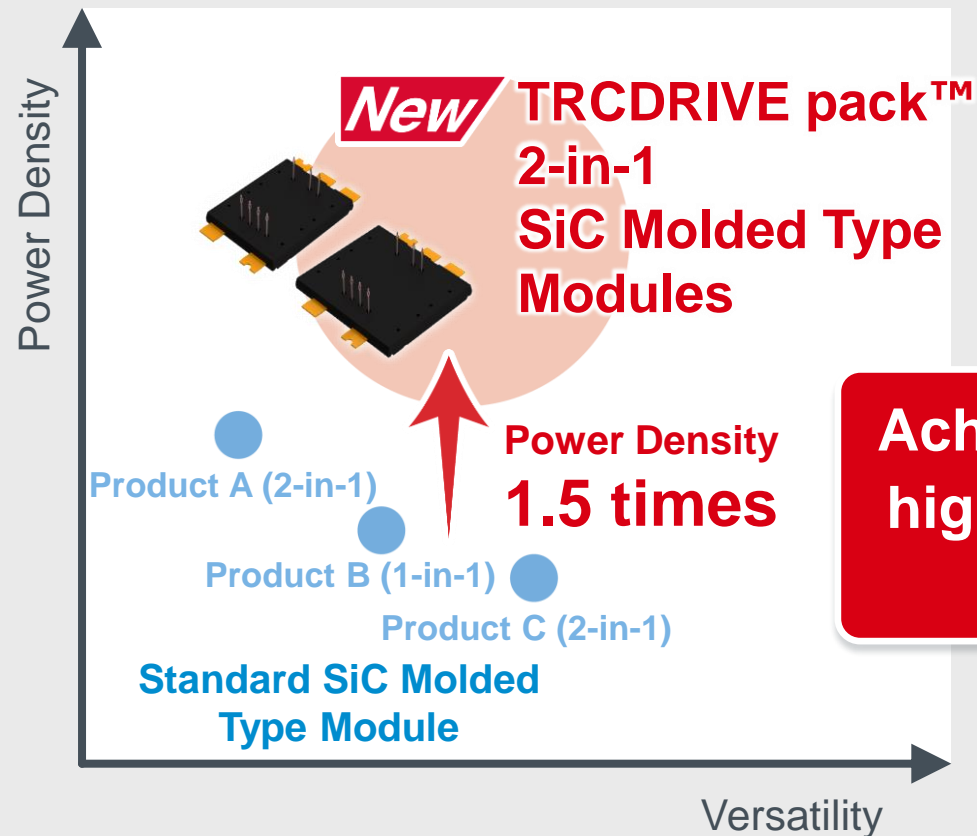 Power Density
New
TRCDRIVE pack™
2-in-1
SiC Molded Type
Modules
Power Density
1.5 times
Product A (2-in-1)
Product B (1-in-1)
Product C (2-in-1)
Standard SiC Molded
Type Module
Versatility